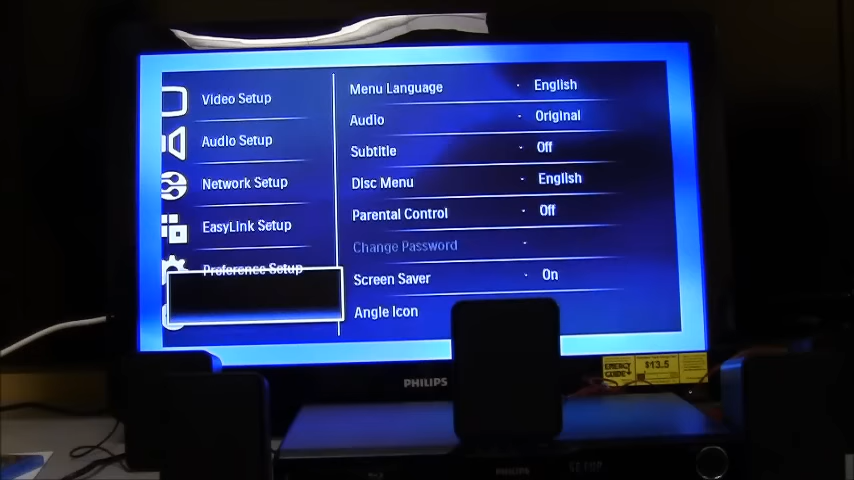 Video Setup
Audio Setup
Network Setup
EasyLink Setup
Preference Setup
Menu Language · English
Audio · Original
Subtitle · Off
Disc Menu · English
Parental Control · Off
Change Password ·
Screen Saver · On
Angle Icon
PHILIPS
ENERGY
GUIDE
$13.5
PHILIPS
SETUP